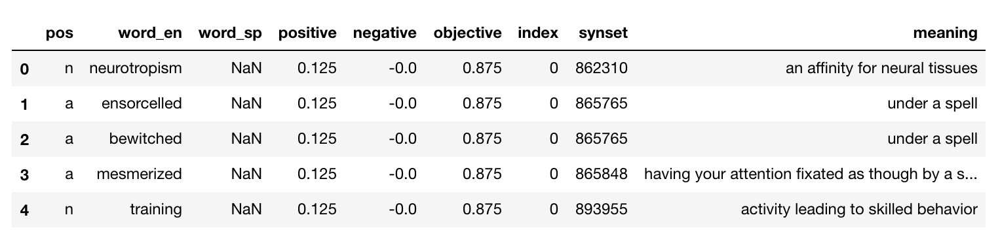 pos word_en word_sp positive negative objective index synset meaning
0 n neurotropism NaN 0.125 -0.0 0.875 0 862310 an affinity for neural tissues
1 a ensorcelled NaN 0.125 -0.0 0.875 0 865765 under a spell
2 a bewitched NaN 0.125 -0.0 0.875 0 865765 under a spell
3 a mesmerized NaN 0.125 -0.0 0.875 0 865848 having your attention fixated as though by a s...
4 n training NaN 0.125 -0.0 0.875 0 893955 activity leading to skilled behavior